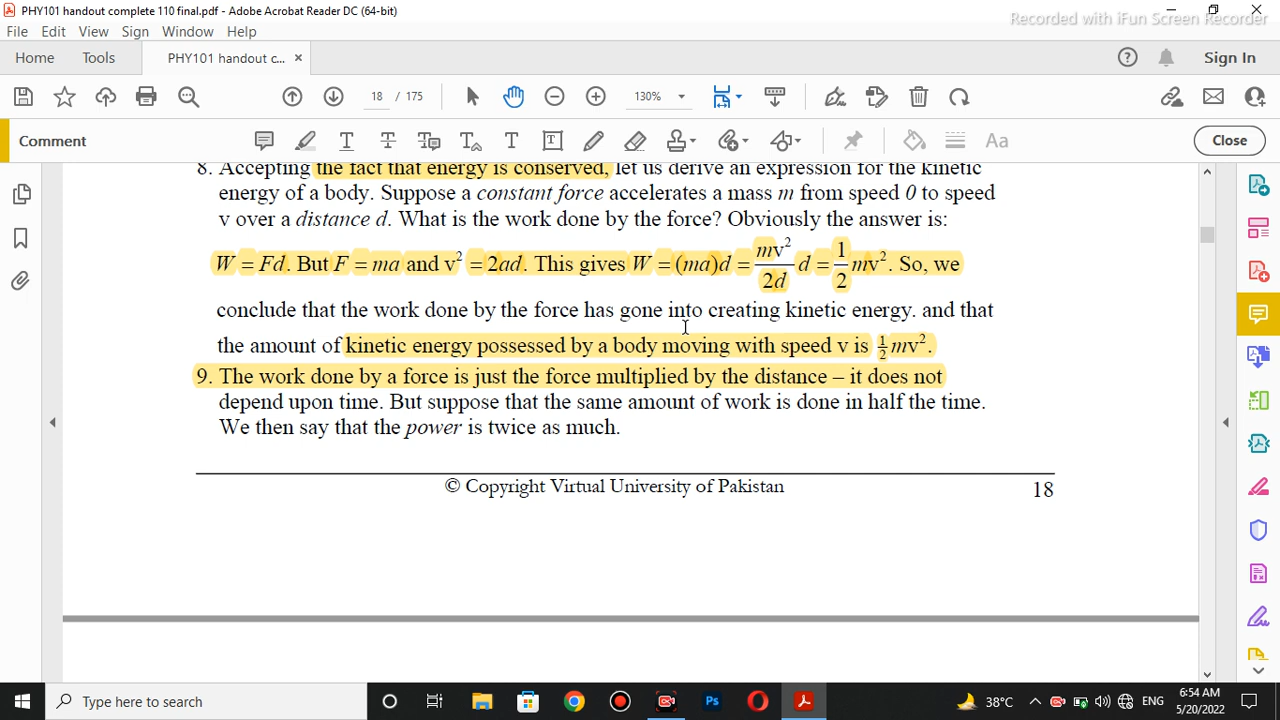 PHY101 handout complete 110 final.pdf - Adobe Acrobat Reader DC (64-bit)
Recorded with iFun Screen Recorder
File Edit View Sign Window Help
Home Tools PHY101 handout c... × Sign In
18 / 175 130%
Comment Aa Close
8. Accepting the fact that energy is conserved, let us derive an expression for the kinetic
energy of a body. Suppose a constant force accelerates a mass m from speed 0 to speed
v over a distance d. What is the work done by the force? Obviously the answer is:
W = Fd. But F = ma and v² = 2ad. This gives W = (ma)d = mv²/2d d = 1/2 mv². So, we
conclude that the work done by the force has gone into creating kinetic energy. and that
the amount of kinetic energy possessed by a body moving with speed v is ½mv².
9. The work done by a force is just the force multiplied by the distance – it does not
depend upon time. But suppose that the same amount of work is done in half the time.
We then say that the power is twice as much.
© Copyright Virtual University of Pakistan 18
Type here to search Ps 38°C ENG 6:54 AM
5/20/2022